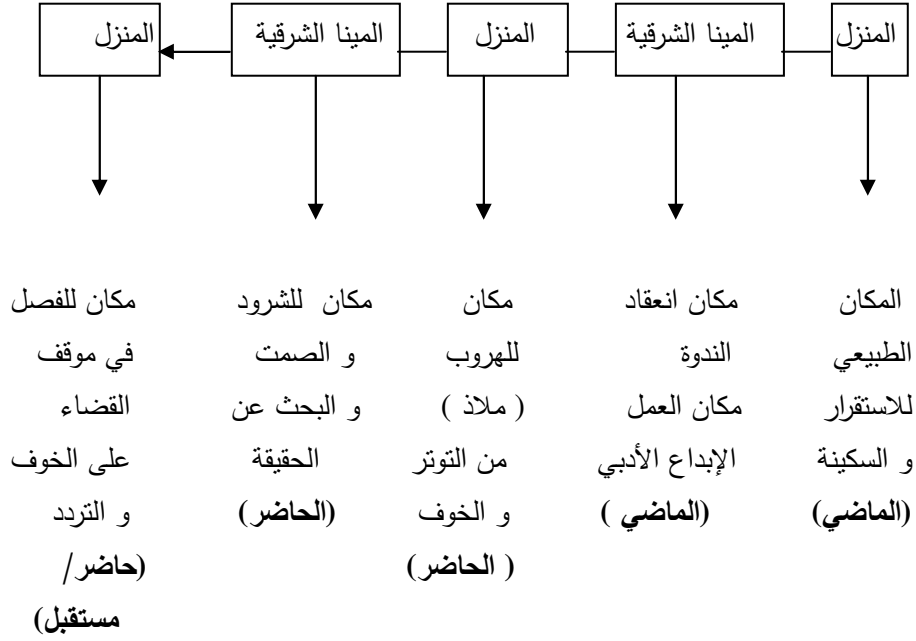 المنزل
المينا الشرقية
المنزل
المينا الشرقية
المنزل
المكان
الطبيعي
للاستقرار
و السكينة
(الماضي)
مكان انعقاد
الندوة
مكان العمل
الإبداع الأدبي
(الماضي )
مكان
للهروب
( ملاذ )
من التوتر
و الخوف
( الحاضر)
مكان للشرود
و الصمت
و البحث عن
الحقيقة
(الحاضر)
مكان للفصل
في موقف
القضاء
على الخوف
و التردد
(حاضر/
مستقبل)